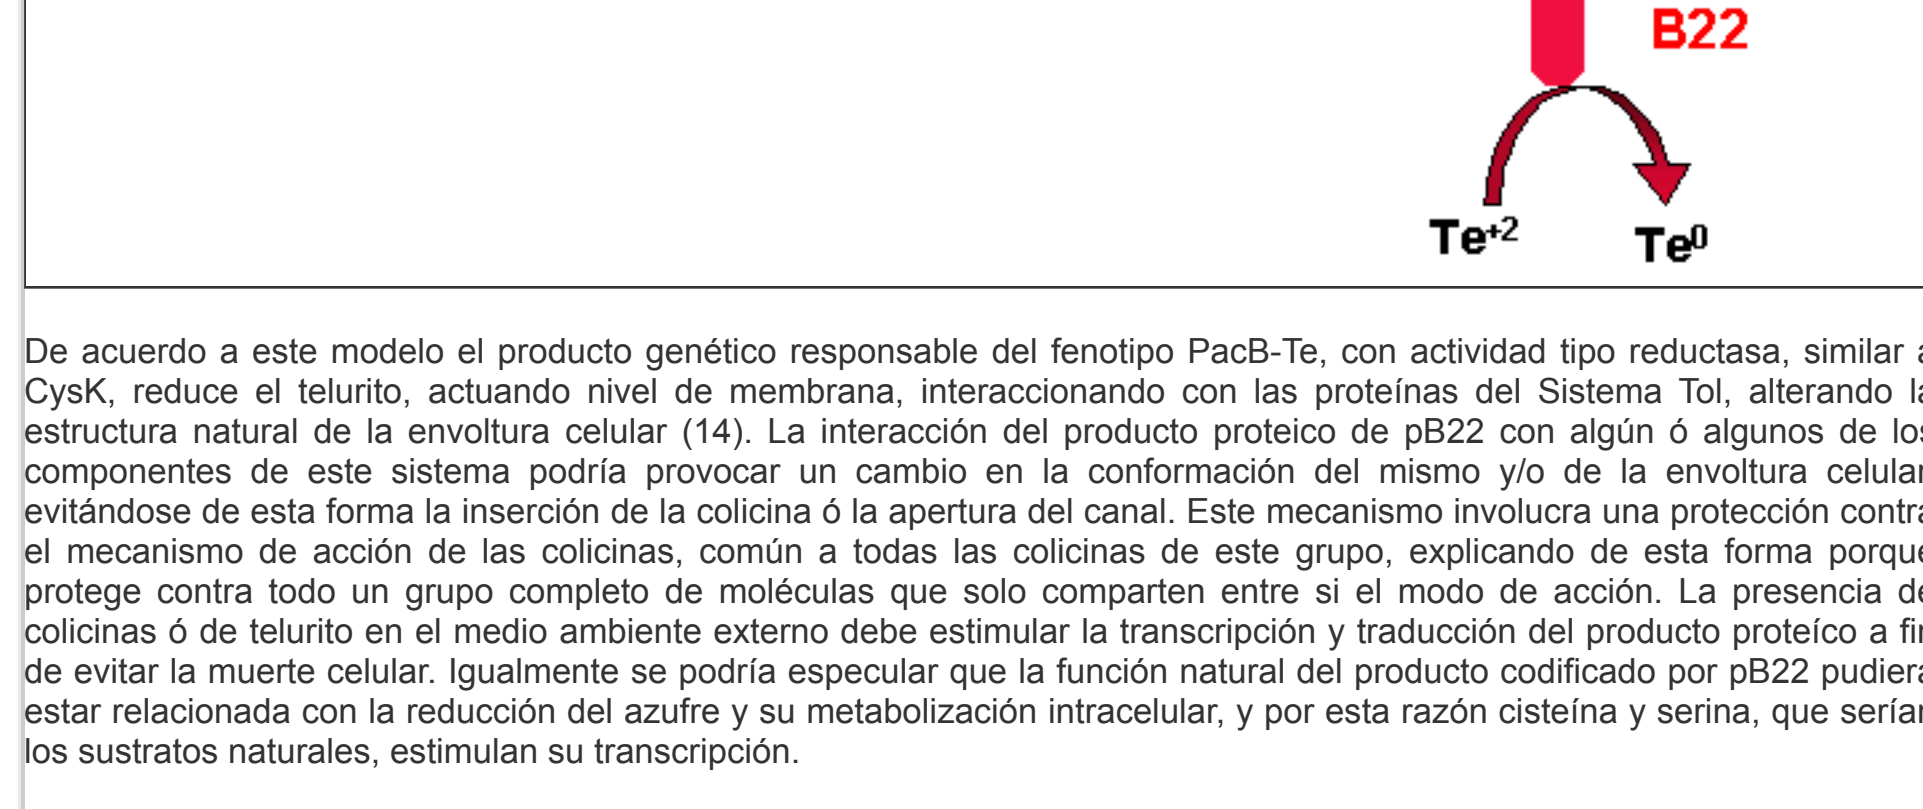 B22
Te+2 Te0
De acuerdo a este modelo el producto genético responsable del fenotipo PacB-Te, con actividad tipo reductasa, similar a
CysK, reduce el telurito, actuando nivel de membrana, interaccionando con las proteínas del Sistema Tol, alterando la
estructura natural de la envoltura celular (14). La interacción del producto proteico de pB22 con algún ó algunos de los
componentes de este sistema podría provocar un cambio en la conformación del mismo y/o de la envoltura celular
evitándose de esta forma la inserción de la colicina ó la apertura del canal. Este mecanismo involucra una protección contra
el mecanismo de acción de las colicinas, común a todas las colicinas de este grupo, explicando de esta forma porque
protege contra todo un grupo completo de moléculas que solo comparten entre si el modo de acción. La presencia de
colicinas ó de telurito en el medio ambiente externo debe estimular la transcripción y traducción del producto proteíco a fin
de evitar la muerte celular. Igualmente se podría especular que la función natural del producto codificado por pB22 pudiera
estar relacionada con la reducción del azufre y su metabolización intracelular, y por esta razón cisteína y serina, que serían
los sustratos naturales, estimulan su transcripción.